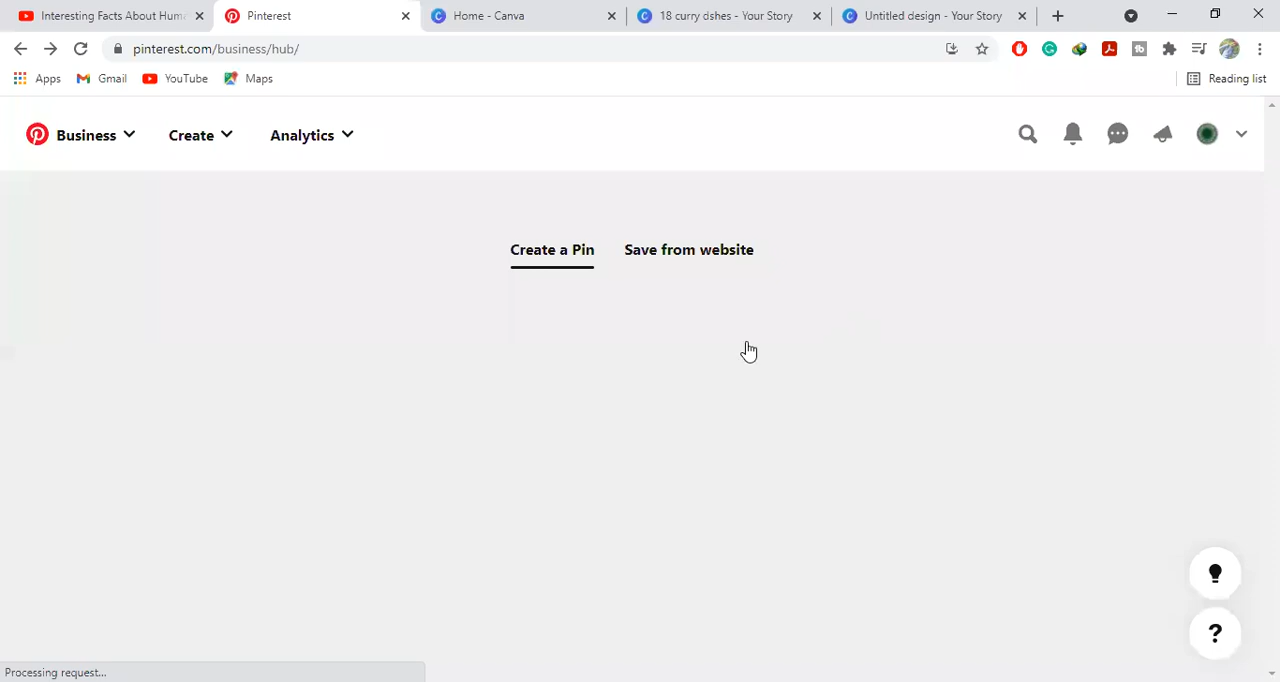 Interesting Facts About Hum
Pinterest
Home - Canva
18 curry dshes - Your Story
Untitled design - Your Story
pinterest.com/business/hub/
Apps
Gmail
YouTube
Maps
Reading list
Business
Create
Analytics
Create a Pin
Save from website
?
Processing request...